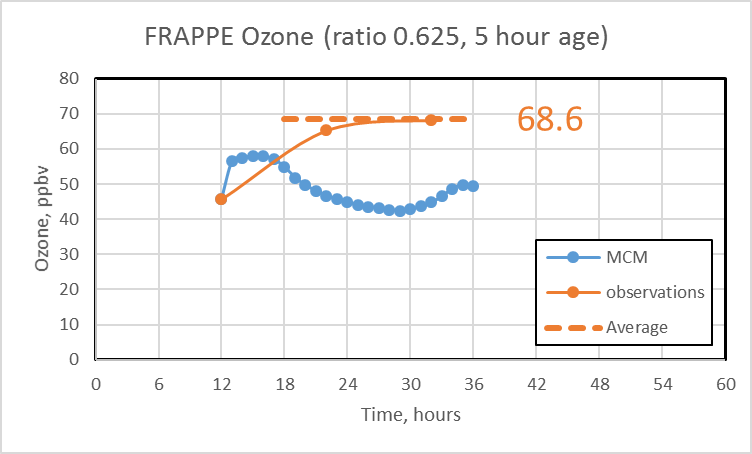 FRAPPE Ozone (ratio 0.625, 5 hour age)
80
70
60
50
40
30
20
10
0
Ozone, ppbv
68.6
MCM
observations
Average
0 6 12 18 24 30 36 42 48 54 60
Time, hours